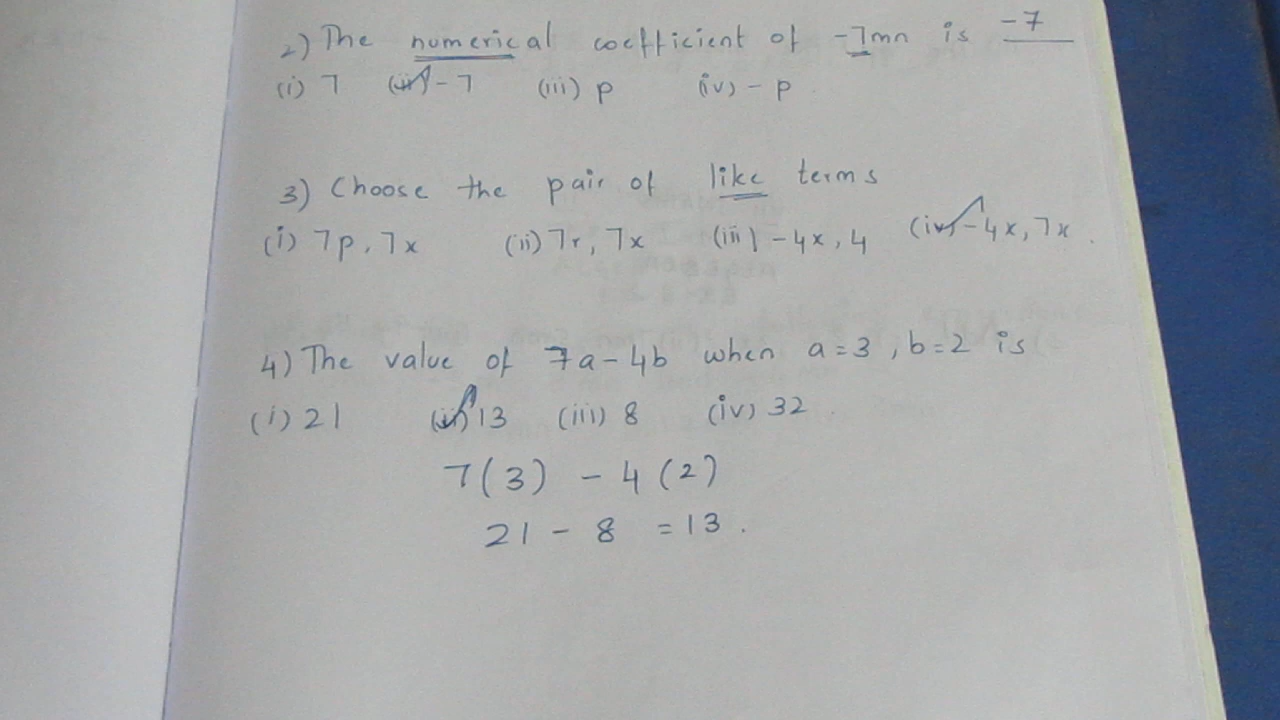 2) The numerical coefficient of -7mn is -7
(i) 7 (ii) -7 (iii) p (iv) - p
3) Choose the pair of like terms
(i) 7p, 7x (ii) 7r, 7x (iii) -4x, 4 (iv) -4x, 7x.
4) The value of 7a-4b when a=3, b=2 is
(i) 21 (ii) 13 (iii) 8 (iv) 32
7(3) - 4(2)
21 - 8 =13.